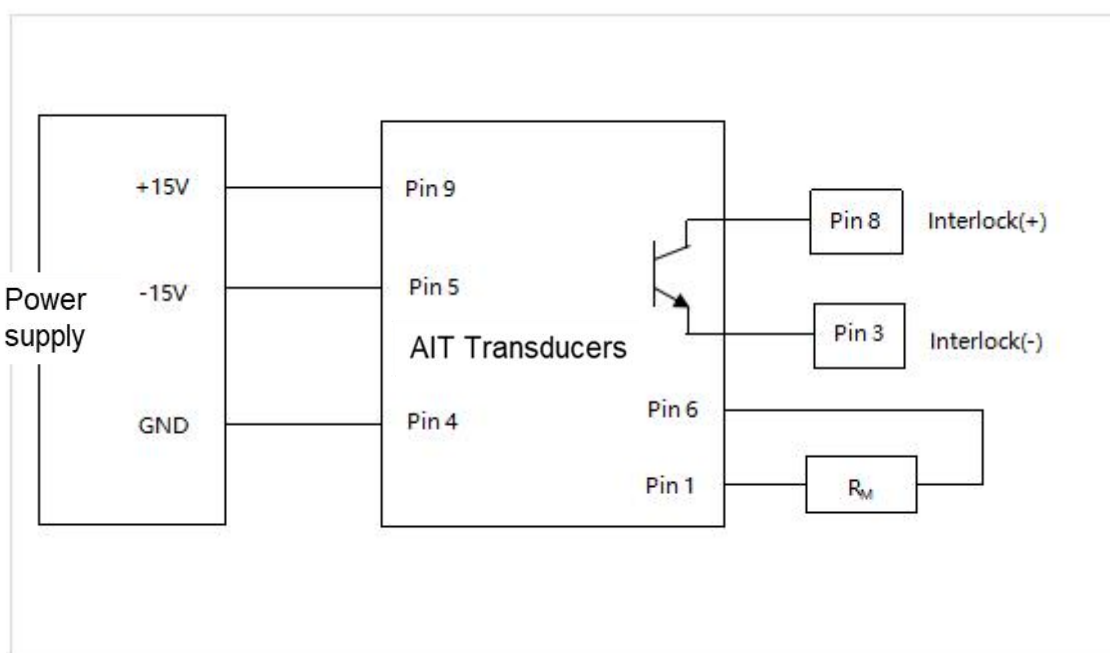 +15V
Pin 9
Pin 8
Interlock(+)
Power
supply
-15V
Pin 5
AIT Transducers
Pin 3
Interlock(-)
GND
Pin 4
Pin 6
Pin 1
RM